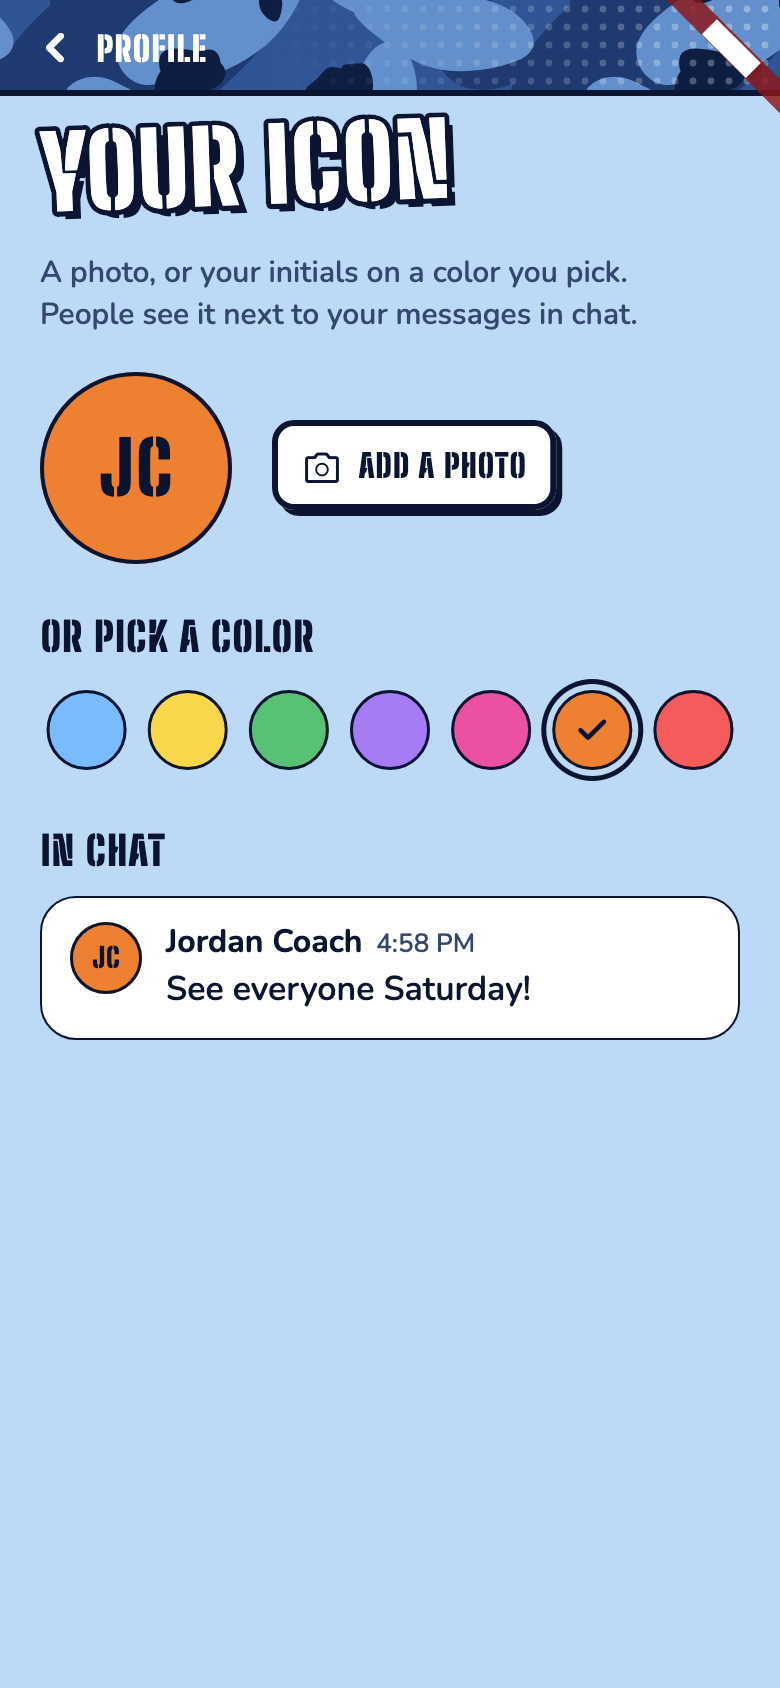 PROFILE
YOUR ICON
A photo, or your initials on a color you pick.
People see it next to your messages in chat.
JC
ADD A PHOTO
OR PICK A COLOR
IN CHAT
JC
Jordan Coach 4:58 PM
See everyone Saturday!